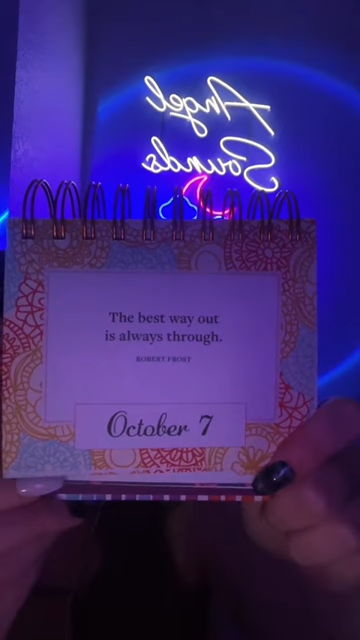 Angel
Sounds
The best way out
is always through.
ROBERT FROST
October 7